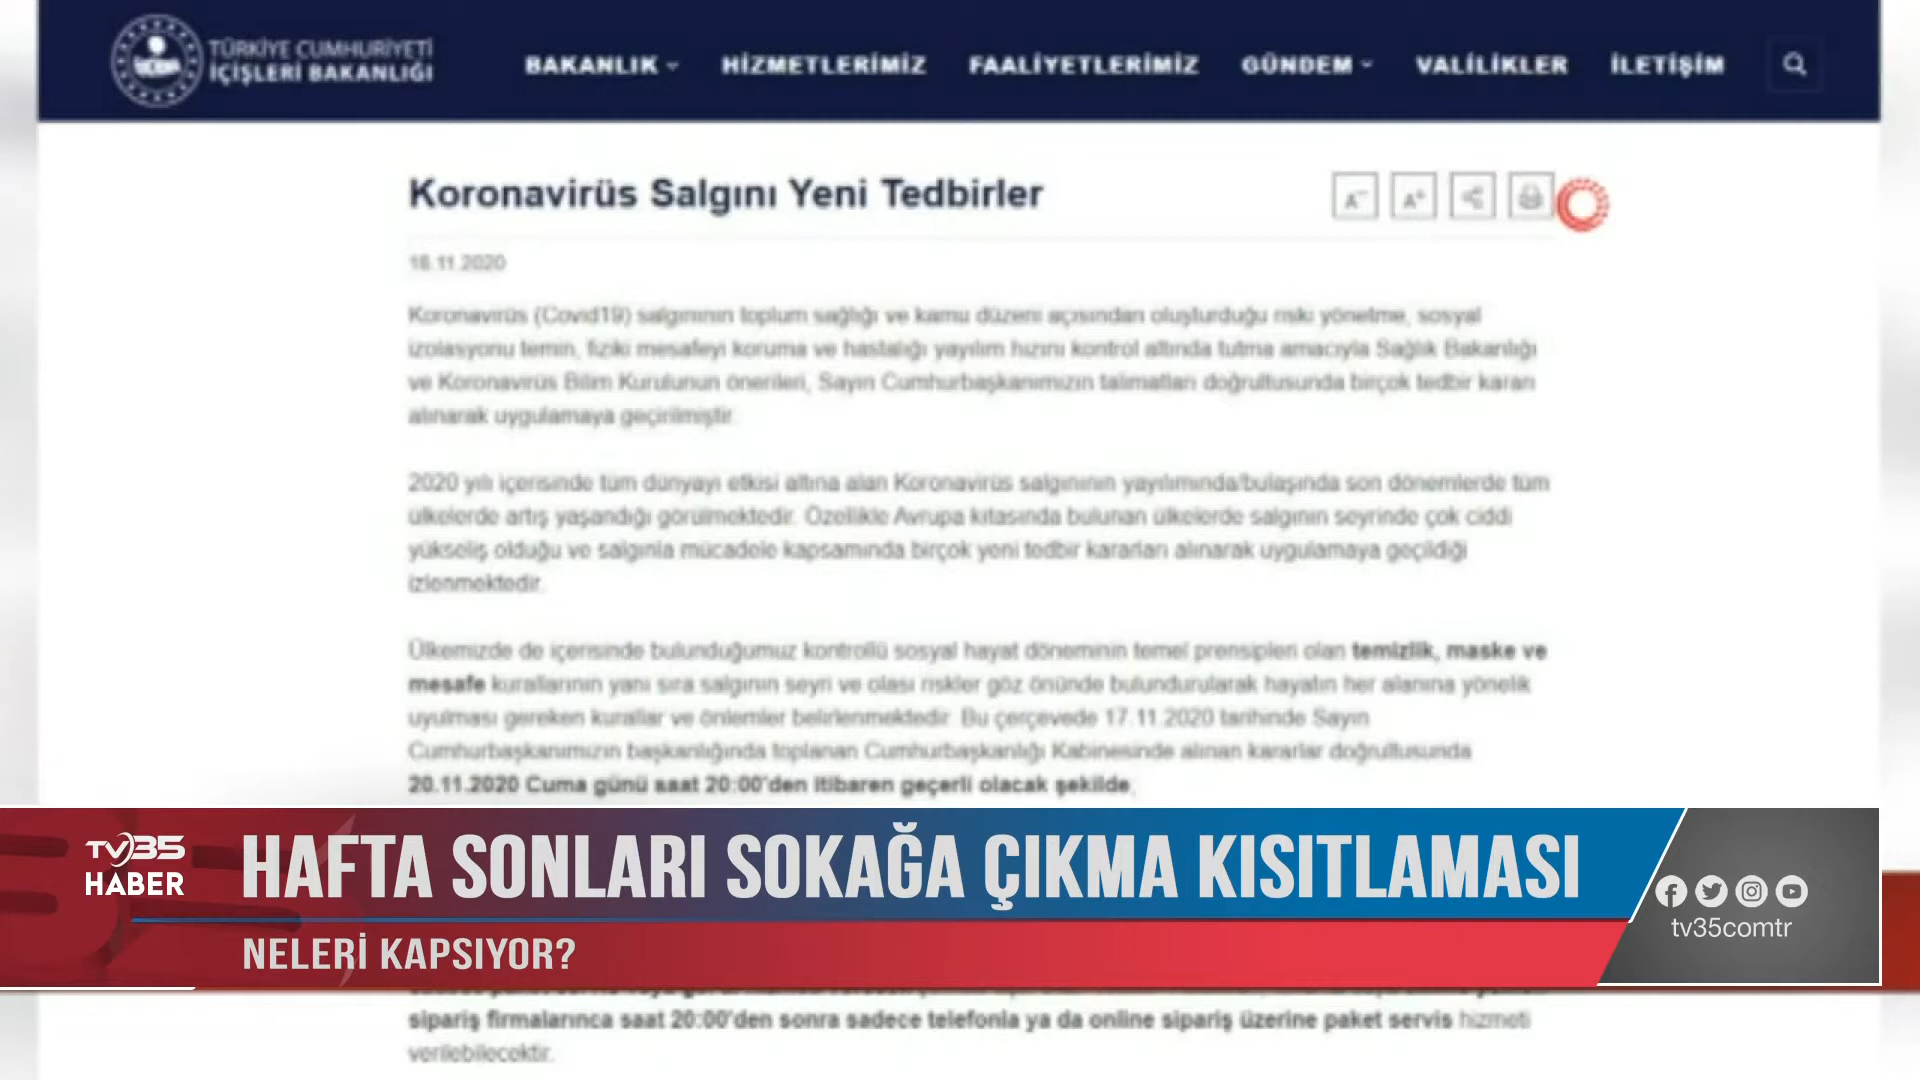 TÜRKİYE CUMHURİYETİ
İÇİŞLERİ BAKANLIĞI
BAKANLIK
HİZMETLERİMİZ
FAALİYETLERİMİZ
GÜNDEM
VALİLİKLER
İLETİŞİM
Koronavirüs Salgını Yeni Tedbirler
A-
A+
18.11.2020
Koronavirüs (Covid19) salgınının toplum sağlığı ve kamu düzeni açısından oluşturduğu riski yönetme, sosyal
izolasyonu temin, fiziki mesafeyi koruma ve hastalığı yayılım hızını kontrol altında tutma amacıyla Sağlık Bakanlığı
ve Koronavirüs Bilim Kurulunun önerileri, Sayın Cumhurbaşkanımızın talimatları doğrultusunda birçok tedbir kararı
alınarak uygulamaya geçirilmiştir.
2020 yılı içerisinde tüm dünyayı etkisi altına alan Koronavirüs salgınının yayılımında/bulaşında son dönemlerde tüm
ülkelerde artış yaşandığı görülmektedir. Özellikle Avrupa kıtasında bulunan ülkelerde salgının seyrinde çok ciddi
yükseliş olduğu ve salgınla mücadele kapsamında birçok yeni tedbir kararları alınarak uygulamaya geçildiği
izlenmektedir.
Ülkemizde de içerisinde bulunduğumuz kontrollü sosyal hayat döneminin temel prensipleri olan temizlik, maske ve
mesafe kurallarının yanı sıra salgının seyri ve olası riskler göz önünde bulundurularak hayatın her alanına yönelik
uyulması gereken kurallar ve önlemler belirlenmektedir. Bu çerçevede 17.11.2020 tarihinde Sayın
Cumhurbaşkanımızın başkanlığında toplanan Cumhurbaşkanlığı Kabinesinde alınan kararlar doğrultusunda
20.11.2020 Cuma günü saat 20:00'den itibaren geçerli olacak şekilde;
TV35
HABER
HAFTA SONLARI SOKAĞA ÇIKMA KISITLAMASI
NELERİ KAPSIYOR?
tv35comtr
sipariş firmalarınca saat 20:00'den sonra sadece telefonla ya da online sipariş üzerine paket servis hizmeti
verilebilecektir.